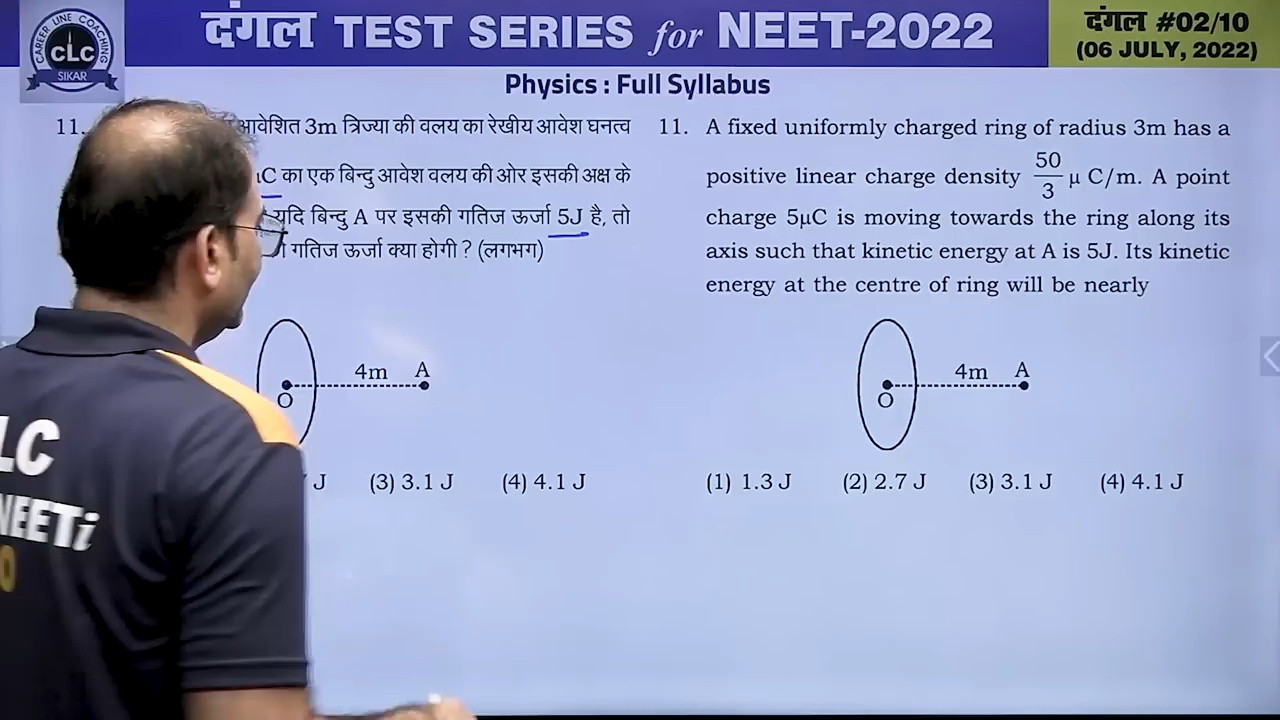 CAREER LINE COACHING
CLC
SIKAR
दंगल TEST SERIES for NEET-2022
दंगल #02/10
(06 JULY, 2022)
Physics : Full Syllabus
11. आवेशित 3m त्रिज्या की वलय का रेखीय आवेश घनत्व
C का एक बिन्दु आवेश वलय की ओर इसकी अक्ष के
यदि बिन्दु A पर इसकी गतिज ऊर्जा 5J है, तो
गतिज ऊर्जा क्या होगी ? (लगभग)
4m A
O
J (3) 3.1 J (4) 4.1 J
11. A fixed uniformly charged ring of radius 3m has a
positive linear charge density 50/3 μ C/m. A point
charge 5μC is moving towards the ring along its
axis such that kinetic energy at A is 5J. Its kinetic
energy at the centre of ring will be nearly
4m A
O
(1) 1.3 J (2) 2.7 J (3) 3.1 J (4) 4.1 J
LC
NEETi
0